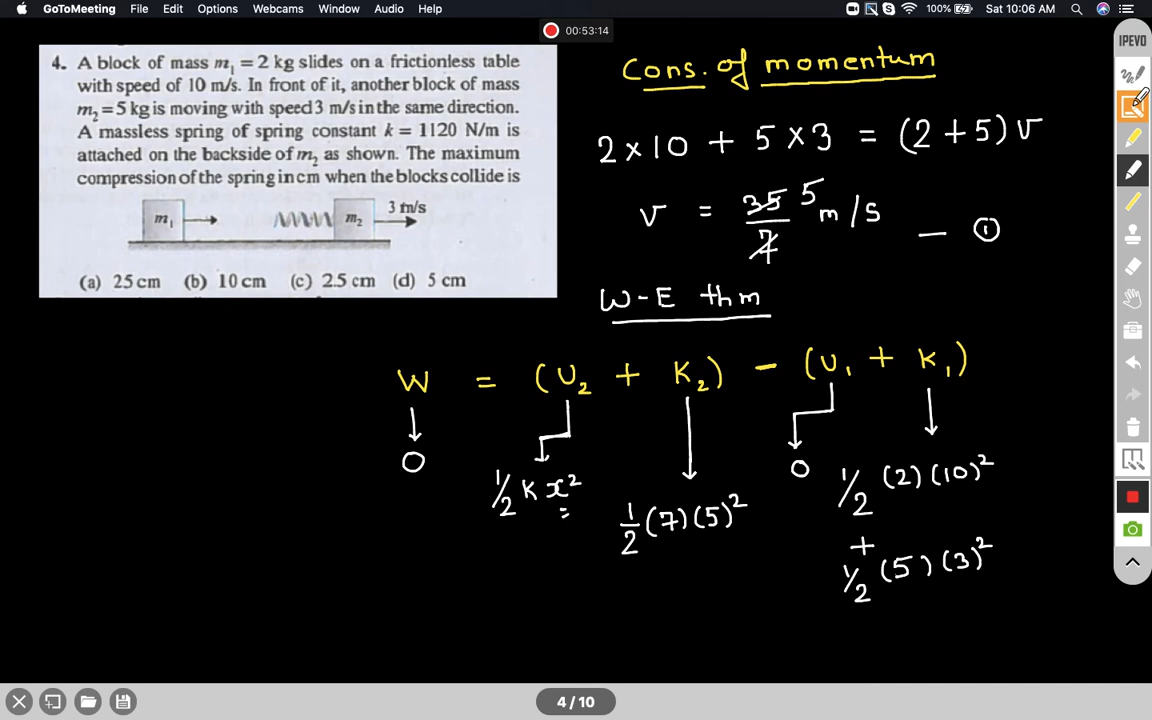 GoToMeeting File Edit Options Webcams Window Audio Help 100% Sat 10:06 AM
00:53:14
IPEVO
4. A block of mass m₁ = 2 kg slides on a frictionless table
with speed of 10 m/s. In front of it, another block of mass
m₂ = 5 kg is moving with speed 3 m/s in the same direction.
A massless spring of spring constant k = 1120 N/m is
attached on the backside of m₂ as shown. The maximum
compression of the spring in cm when the blocks collide is
m₁ m₂ 3 m/s
(a) 25 cm (b) 10 cm (c) 2.5 cm (d) 5 cm
Cons. of momentum
2 × 10 + 5 × 3 = (2 + 5) v
v = 35/7 5 m/s — ①
W-E thm
W = (U₂ + K₂) - (U₁ + K₁)
0 ½ K x² ½ (7) (5)² 0 ½ (2) (10)²
+
½ (5) (3)²
4 / 10